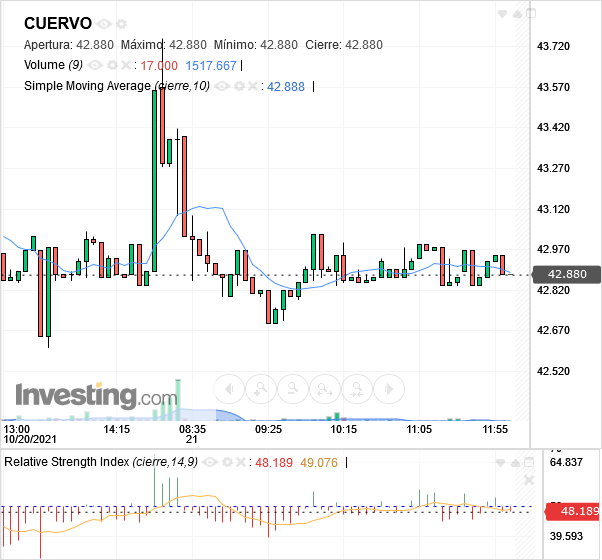 CUERVO
Apertura: 42.880 Máximo: 42.880 Mínimo: 42.880 Cierre: 42.880
Volume (9) : 17.000 1517.667
Simple Moving Average (cierre,10) : 42.888
43.720
43.570
43.420
43.270
43.120
42.970
42.880
42.820
42.670
42.520
Investing.com
13:00 14:15 08:35 09:25 10:15 11:05 11:55
10/20/2021 21
Relative Strength Index (cierre,14,9) : 48.189 49.076
64.837
48.189
39.593